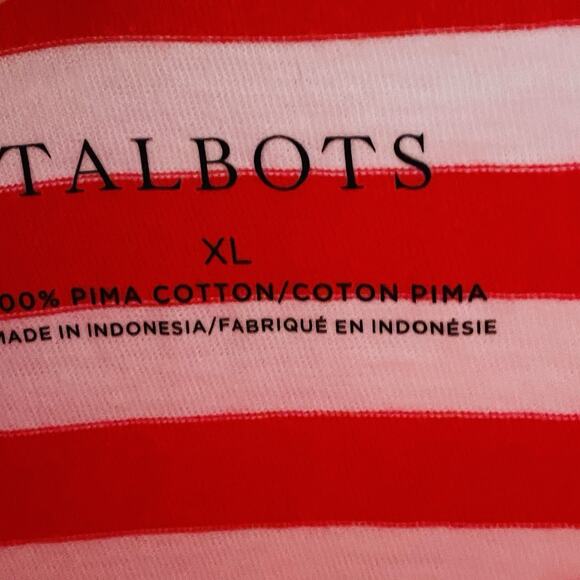 TALBOTS
XL
00% PIMA COTTON/COTON PIMA
MADE IN INDONESIA/FABRIQUÉ EN INDONÉSIE